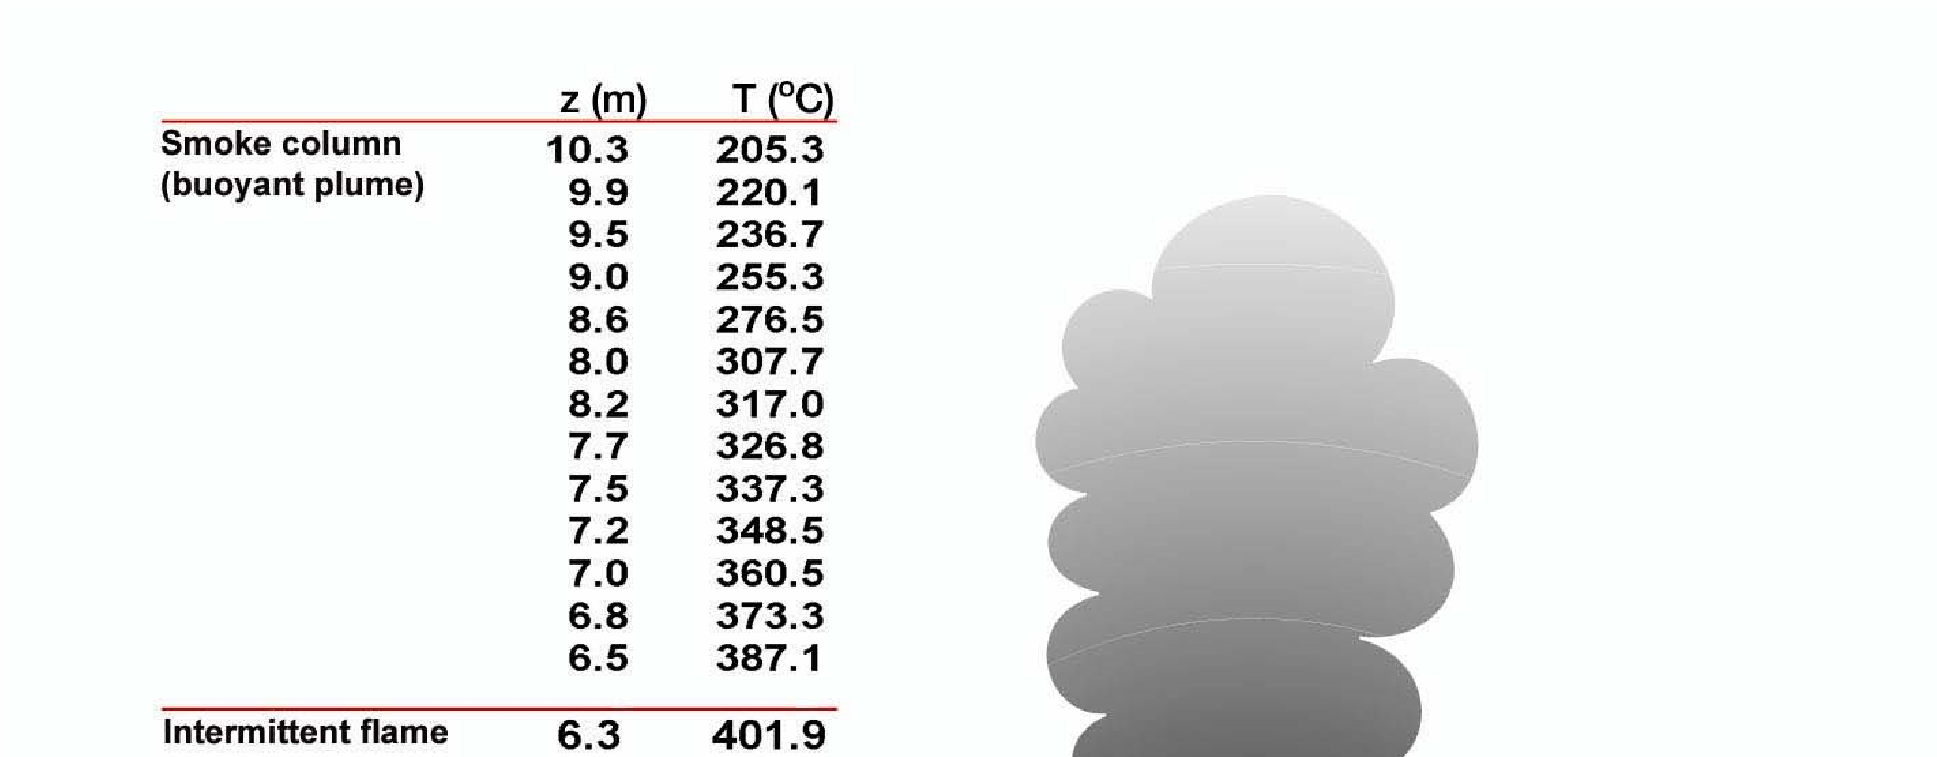 z (m) T (°C)
Smoke column 10.3 205.3
(buoyant plume) 9.9 220.1
9.5 236.7
9.0 255.3
8.6 276.5
8.0 307.7
8.2 317.0
7.7 326.8
7.5 337.3
7.2 348.5
7.0 360.5
6.8 373.3
6.5 387.1
Intermittent flame 6.3 401.9